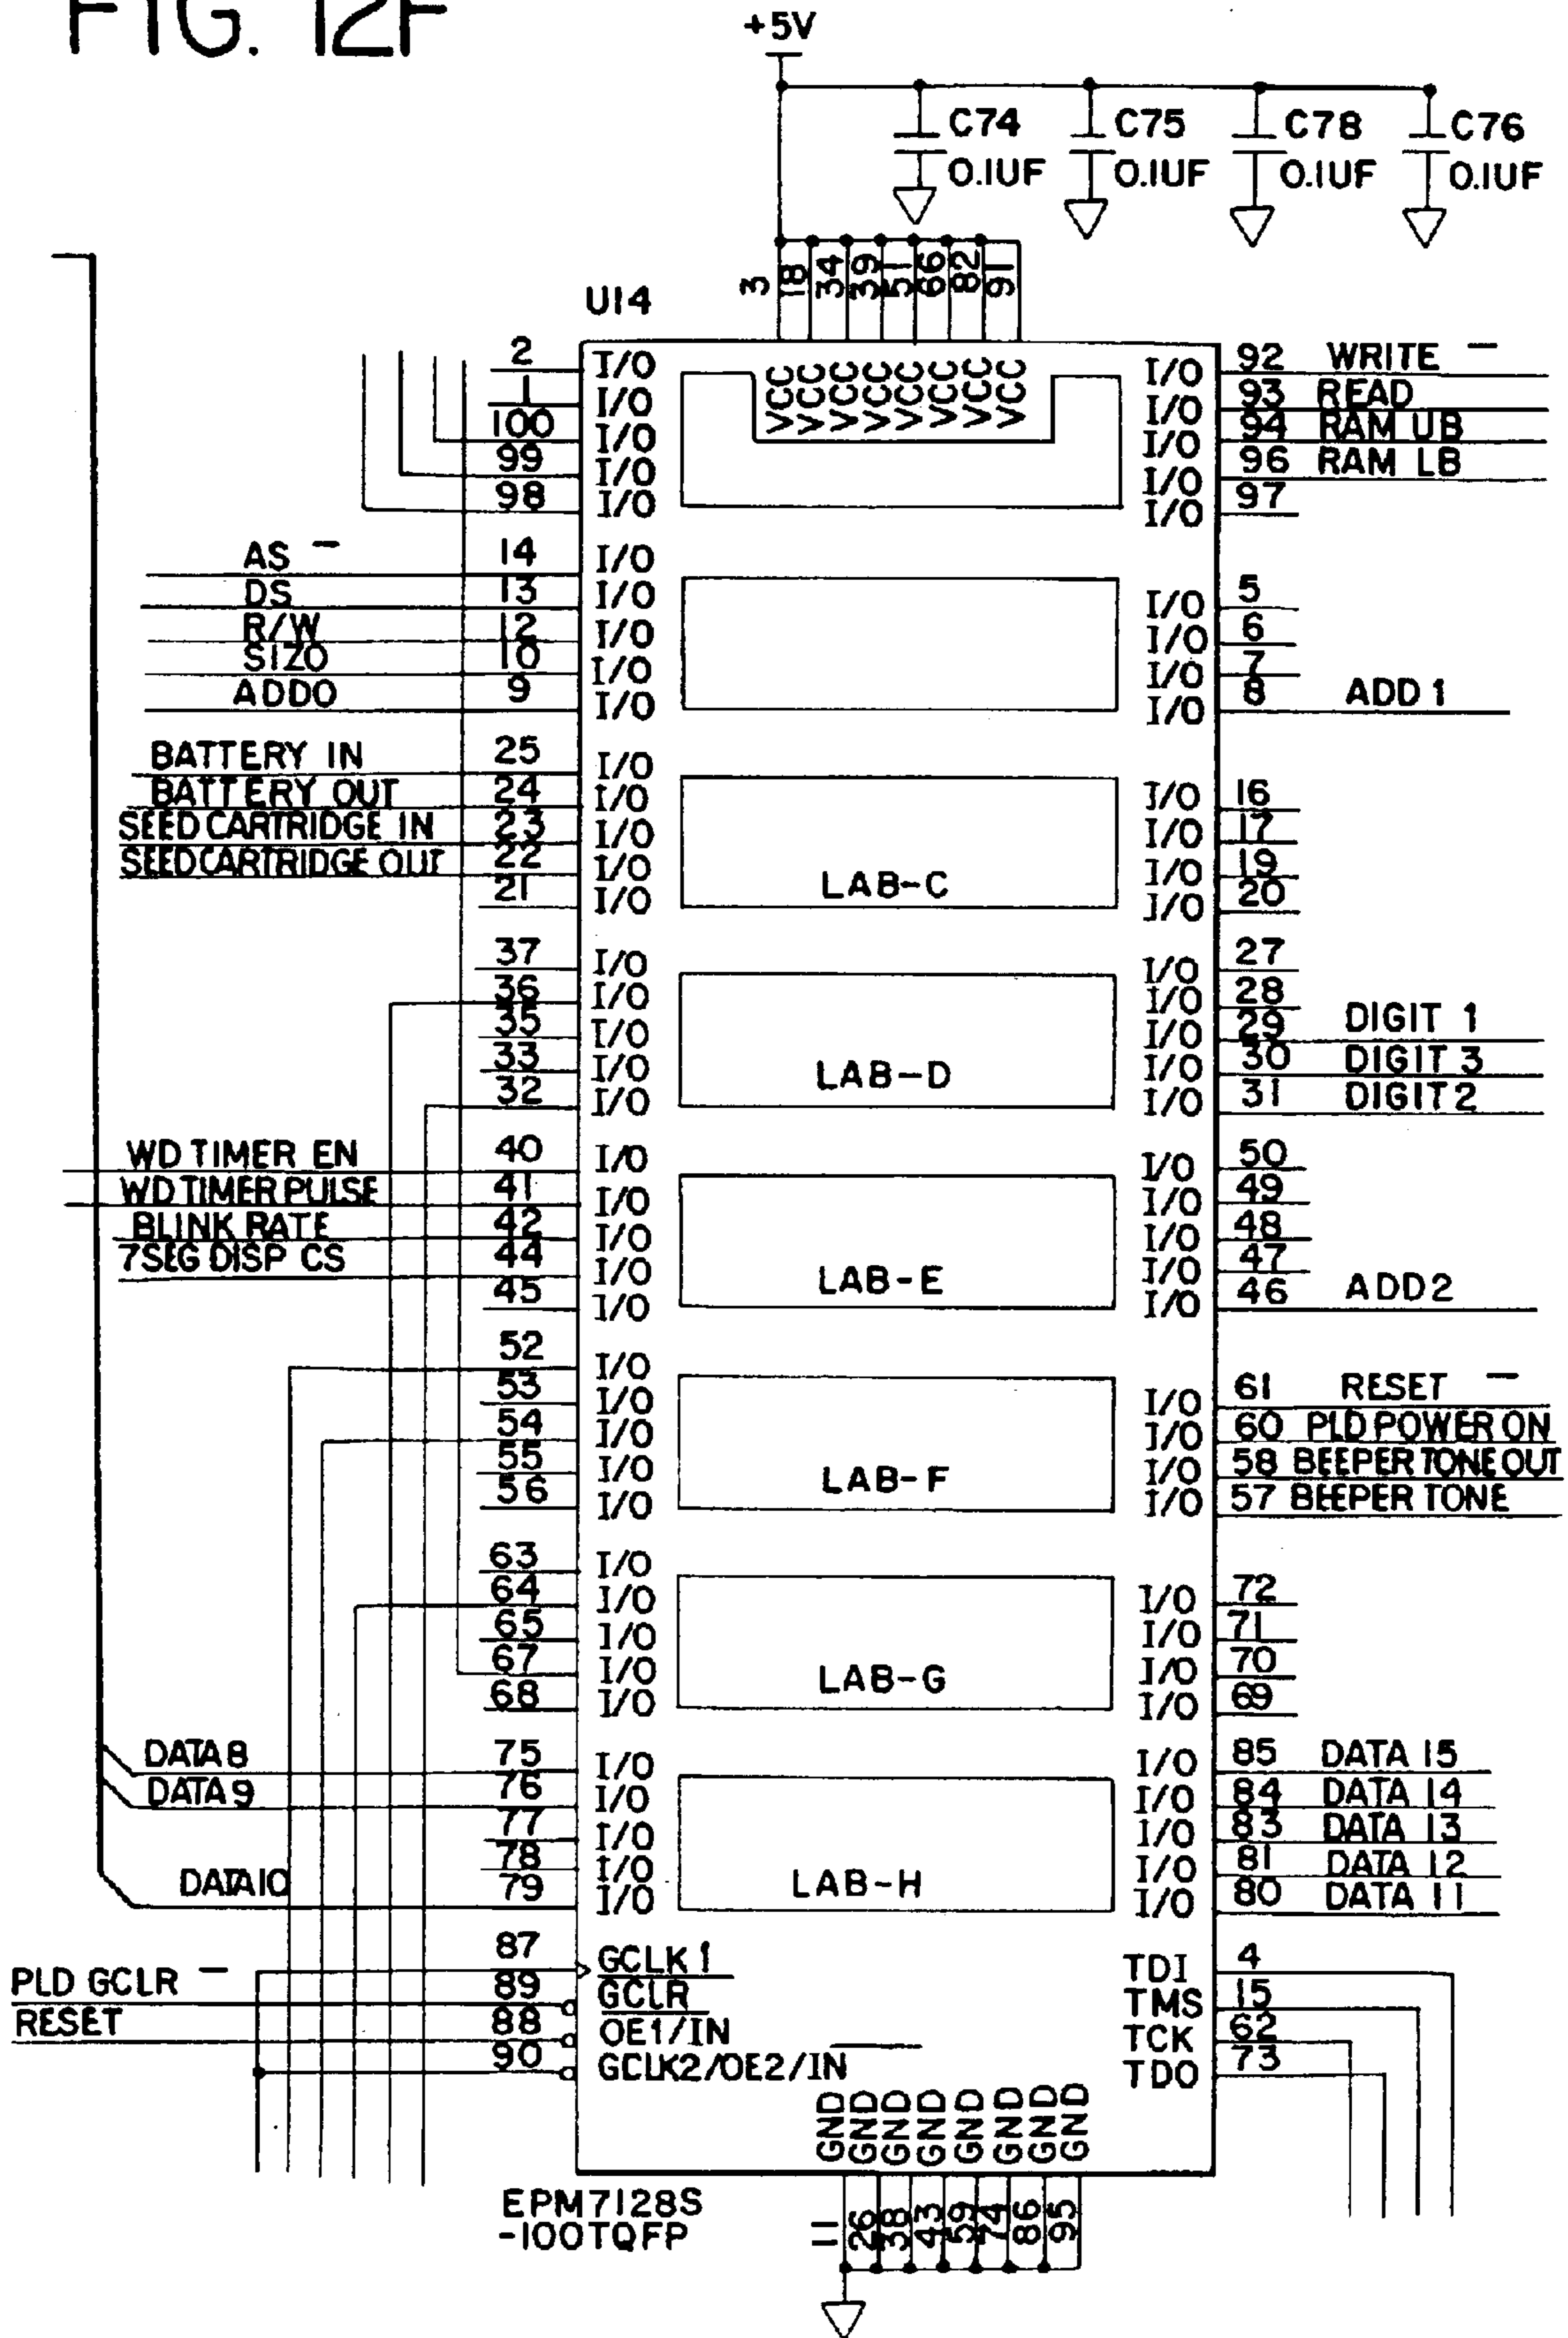 FIG. 12F
+5V
C74 C75 C78 C76
0.1UF 0.1UF 0.1UF 0.1UF
3 18 34 39 51 66 82 91
U14
VCC VCC VCC VCC VCC VCC VCC VCC
2 I/O
1 I/O
100 I/O
99 I/O
98 I/O
I/O 92 WRITE –
I/O 93 READ
I/O 94 RAM UB
I/O 96 RAM LB
I/O 97
AS – 14 I/O
DS 13 I/O
R/W 12 I/O
SIZ0 10 I/O
ADD0 9 I/O
I/O 5
I/O 6
I/O 7
I/O 8 ADD 1
BATTERY IN 25 I/O
BATTERY OUT 24 I/O
SEED CARTRIDGE IN 23 I/O
SEED CARTRIDGE OUT 22 I/O
21 I/O
LAB-C
I/O 16
I/O 17
I/O 19
I/O 20
37 I/O
36 I/O
35 I/O
33 I/O
32 I/O
LAB-D
I/O 27
I/O 28
I/O 29 DIGIT 1
I/O 30 DIGIT 3
I/O 31 DIGIT 2
WD TIMER EN 40 I/O
WD TIMER PULSE 41 I/O
BLINK RATE 42 I/O
7SEG DISP CS 44 I/O
45 I/O
LAB-E
I/O 50
I/O 49
I/O 48
I/O 47
I/O 46 ADD2
52 I/O
53 I/O
54 I/O
55 I/O
56 I/O
LAB-F
I/O 61 RESET –
I/O 60 PLD POWER ON
I/O 58 BEEPER TONE OUT
I/O 57 BEEPER TONE
63 I/O
64 I/O
65 I/O
67 I/O
68 I/O
LAB-G
I/O 72
I/O 71
I/O 70
I/O 69
DATA 8 75 I/O
DATA 9 76 I/O
77 I/O
78 I/O
DATA 10 79 I/O
LAB-H
I/O 85 DATA 15
I/O 84 DATA 14
I/O 83 DATA 13
I/O 81 DATA 12
I/O 80 DATA 11
87 GCLK 1
PLD GCLR – 89 GCLR
RESET 88 OE1/IN
90 GCLK2/OE2/IN
TDI 4
TMS 15
TCK 62
TDO 73
GND GND GND GND GND GND GND GND
EPM7128S
-100TQFP
11 26 38 43 59 74 86 95